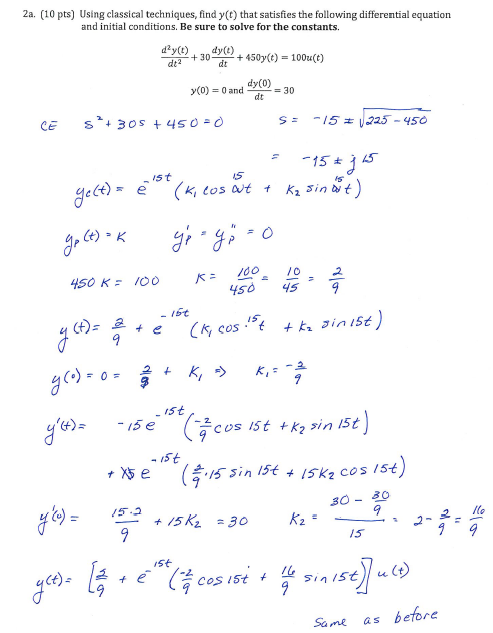 2a. (10 pts) Using classical techniques, find y(t) that satisfies the following differential equation
and initial conditions. Be sure to solve for the constants.
d²y(t)/dt² + 30 dy(t)/dt + 450y(t) = 100u(t)
y(0) = 0 and dy(0)/dt = 30
CE s² + 30s + 450 = 0 s = -15 ± √225 - 450
= -15 ± j 15
yc(t) = e^-15t (K1 cos 15t + K2 sin 15t)
yp(t) = K yp' = yp'' = 0
450 K = 100 K = 100/450 = 10/45 = 2/9
y(t) = 2/9 + e^-15t (K1 cos 15t + K2 sin 15t)
y(0) = 0 = 2/9 + K1 ⇒ K1 = -2/9
y'(t) = -15 e^-15t (-2/9 cos 15t + K2 sin 15t)
+ e^-15t (2/9·15 sin 15t + 15K2 cos 15t)
y'(0) = 15·2/9 + 15K2 = 30 K2 = (30 - 30/9)/15 = 2 - 2/9 = 16/9
y(t) = [2/9 + e^-15t (-2/9 cos 15t + 16/9 sin 15t)] u(t)
Same as before